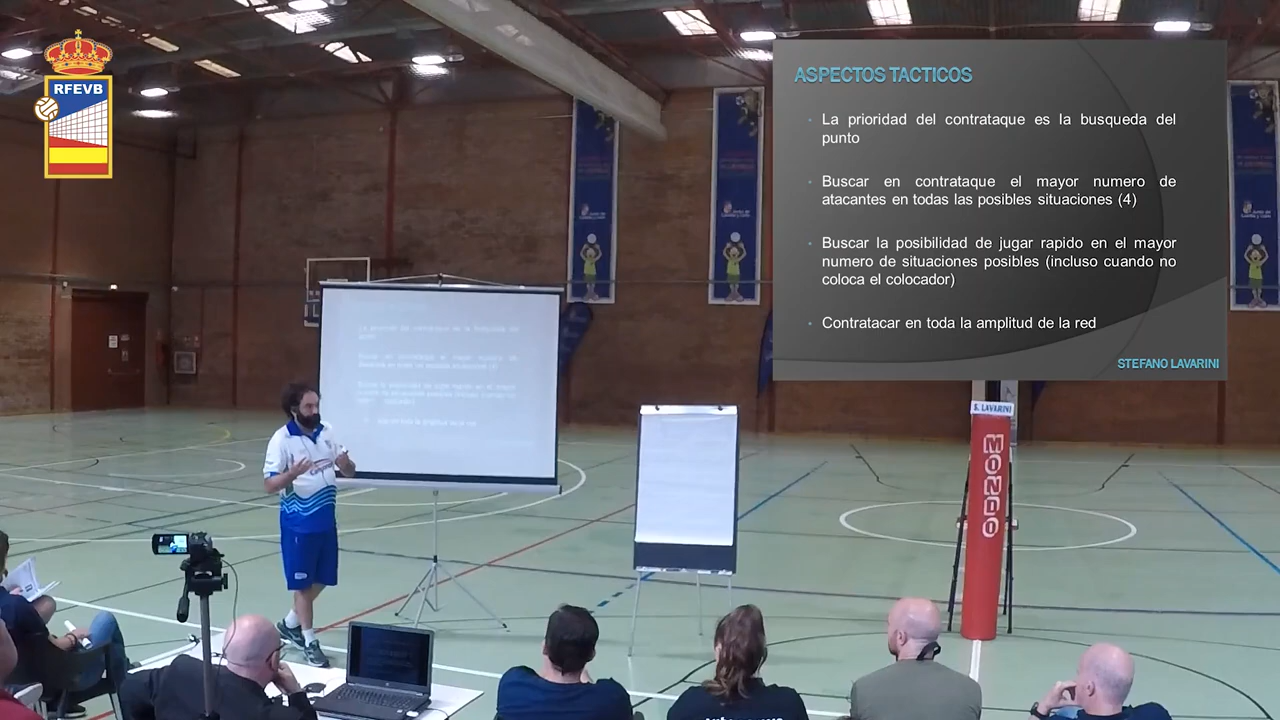 RFEVB
ASPECTOS TACTICOS
La prioridad del contrataque es la busqueda del
punto
Buscar en contrataque el mayor numero de
atacantes en todas las posibles situaciones (4)
Buscar la posibilidad de jugar rapido en el mayor
numero de situaciones posibles (incluso cuando no
coloca el colocador)
Contratacar en toda la amplitud de la red
STEFANO LAVARINI
S. LAVARINI
MONDO